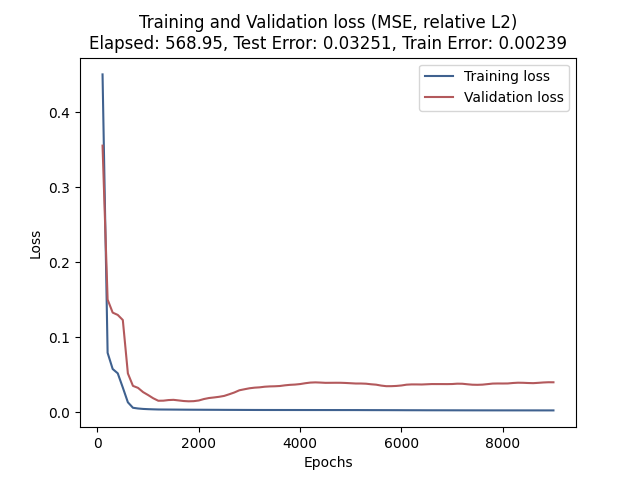 Training and Validation loss (MSE, relative L2)
Elapsed: 568.95, Test Error: 0.03251, Train Error: 0.00239
Training loss
Validation loss
0.4
0.3
0.2
0.1
0.0
Loss
0
2000
4000
6000
8000
Epochs